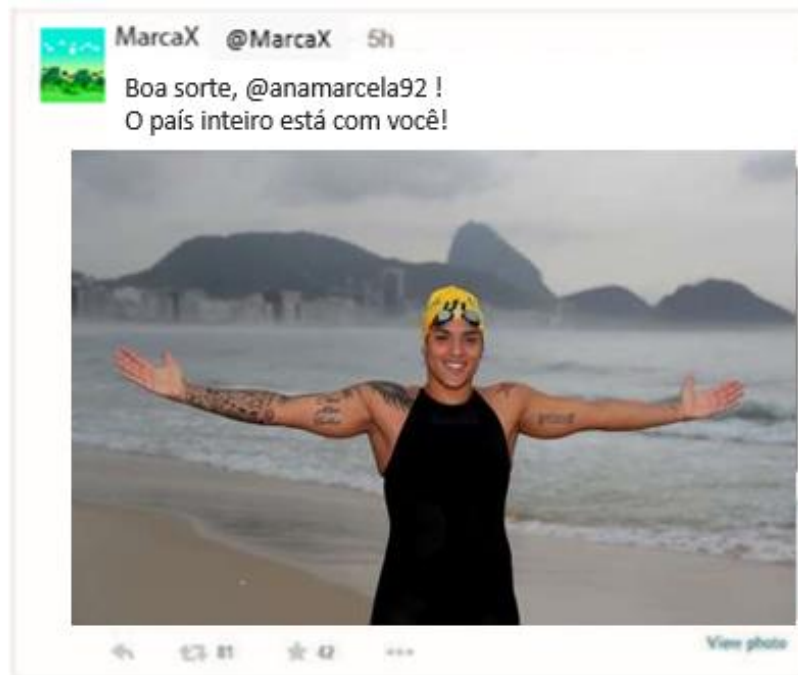 MarcaX @MarcaX 5h
Boa sorte, @anamarcela92 !
O país inteiro está com você!
81 42
View photo